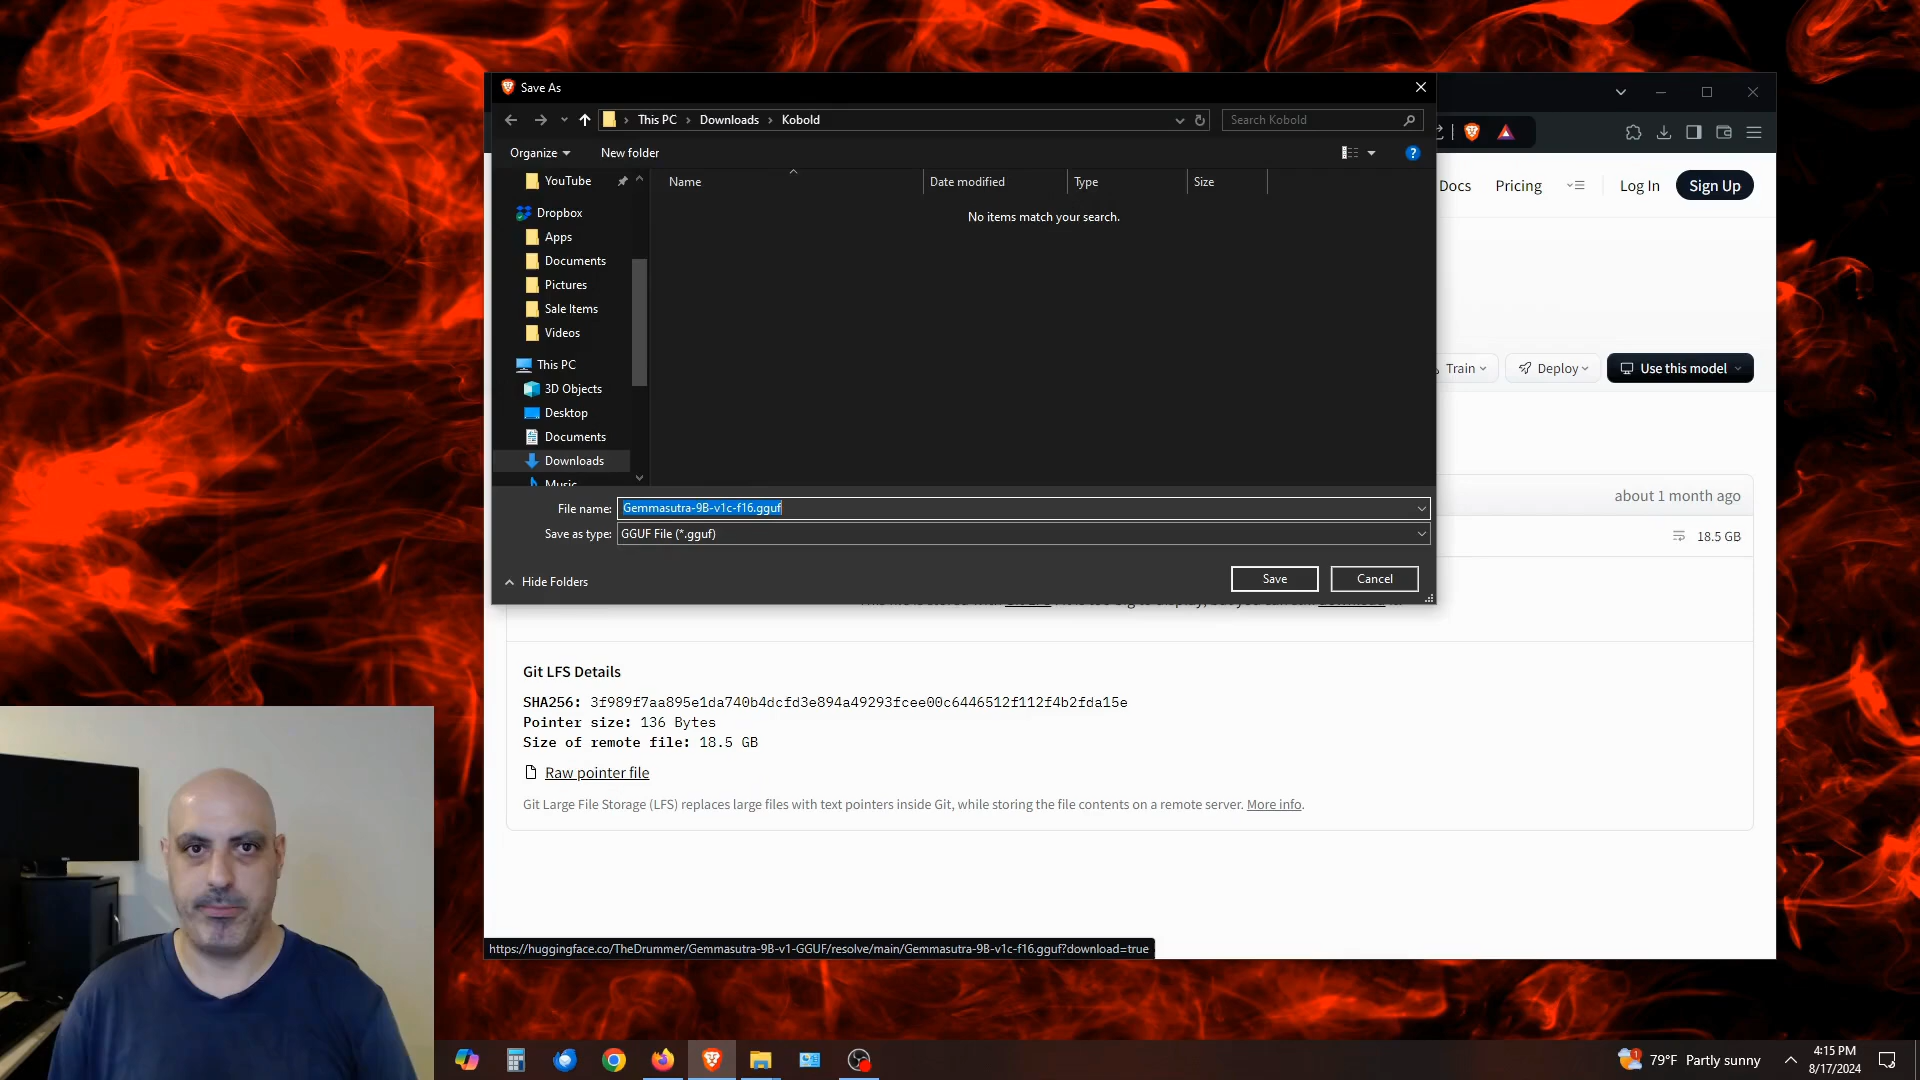 Save As
This PC > Downloads > Kobold
Search Kobold
Organize
New folder
?
YouTube
Dropbox
Apps
Documents
Pictures
Sale Items
Videos
This PC
3D Objects
Desktop
Documents
Downloads
Music
Name
Date modified
Type
Size
No items match your search.
File name:
Gemmasutra-9B-v1c-f16.gguf
Save as type:
GGUF File (*.gguf)
Hide Folders
Save
Cancel
Docs
Pricing
Log In
Sign Up
Train
Deploy
Use this model
about 1 month ago
18.5 GB
Git LFS Details
SHA256: 3f989f7aa895e1da740b4dcfd3e894a49293fcee00c6446512f112f4b2fda15e
Pointer size: 136 Bytes
Size of remote file: 18.5 GB
Raw pointer file
Git Large File Storage (LFS) replaces large files with text pointers inside Git, while storing the file contents on a remote server. More info.
https://huggingface.co/TheDrummer/Gemmasutra-9B-v1-GGUF/resolve/main/Gemmasutra-9B-v1c-f16.gguf?download=true
1
79°F Partly sunny
4:15 PM
8/17/2024